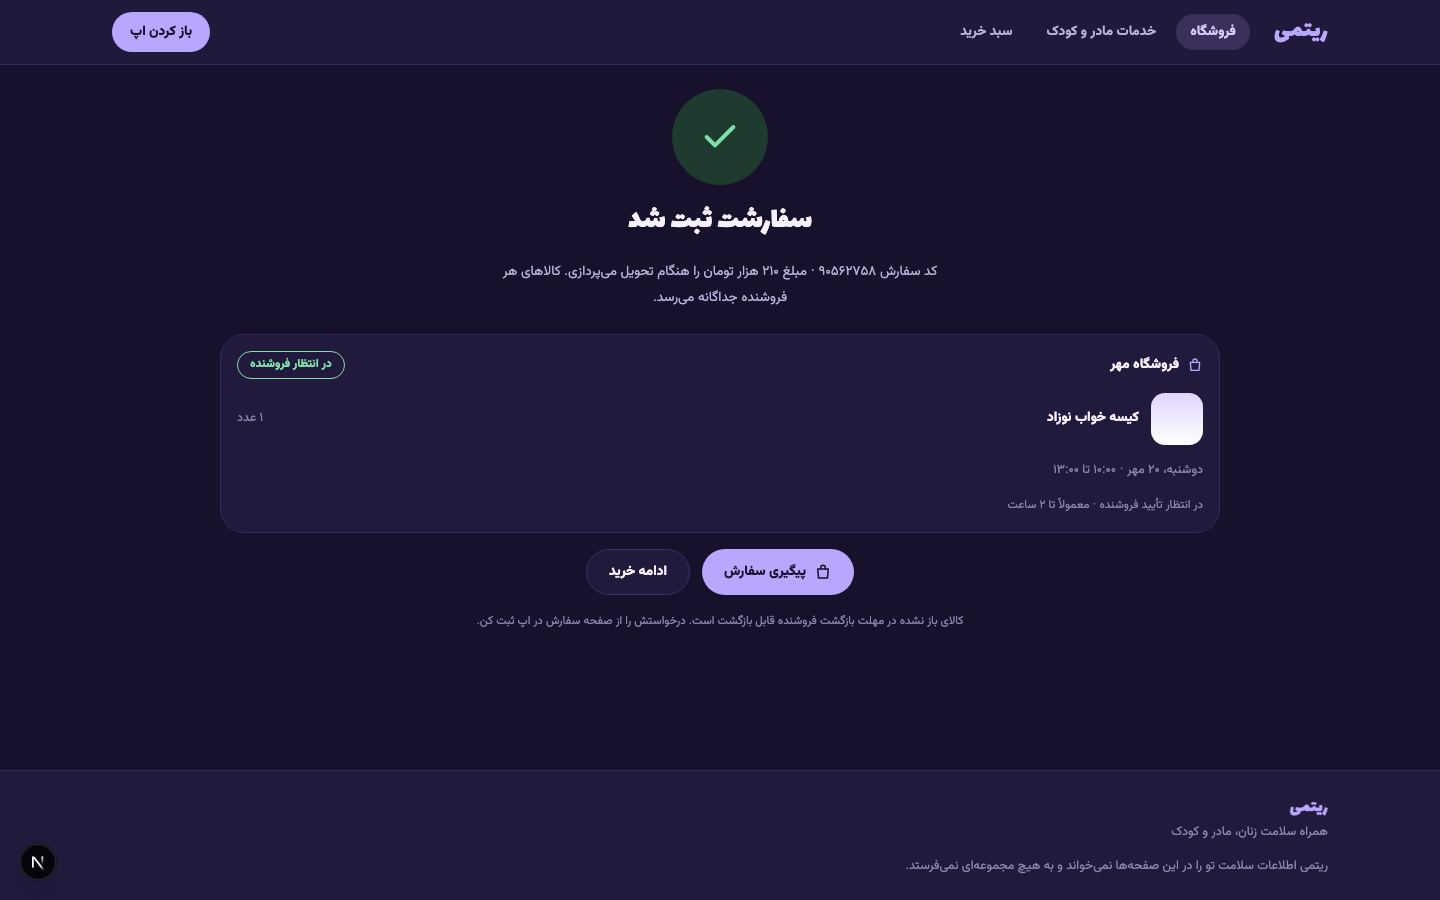 ریتمی
فروشگاه
خدمات مادر و کودک
سبد خرید
باز کردن اپ
سفارشت ثبت شد
کد سفارش ۹۰۵۶۲۷۵۸ · مبلغ ۲۱۰ هزار تومان را هنگام تحویل می‌پردازی. کالاهای هر
فروشنده جداگانه می‌رسد.
فروشگاه مهر
در انتظار فروشنده
کیسه خواب نوزاد
۱ عدد
دوشنبه، ۲۰ مهر · ۱۰:۰۰ تا ۱۳:۰۰
در انتظار تأیید فروشنده · معمولاً تا ۲ ساعت
پیگیری سفارش
ادامه خرید
کالای باز نشده در مهلت بازگشت فروشنده قابل بازگشت است. درخواستش را از صفحه سفارش در اپ ثبت کن.
ریتمی
همراه سلامت زنان، مادر و کودک
ریتمی اطلاعات سلامت تو را در این صفحه‌ها نمی‌خواند و به هیچ مجموعه‌ای نمی‌فرستد.
N